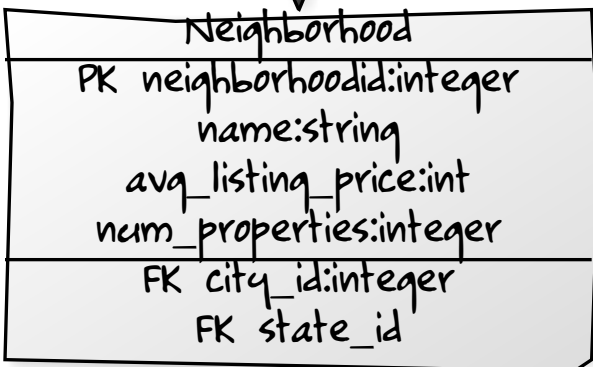 Neighborhood
PK neighborhoodid:integer
name:string
avg_listing_price:int
num_properties:integer
FK city_id:integer
FK state_id